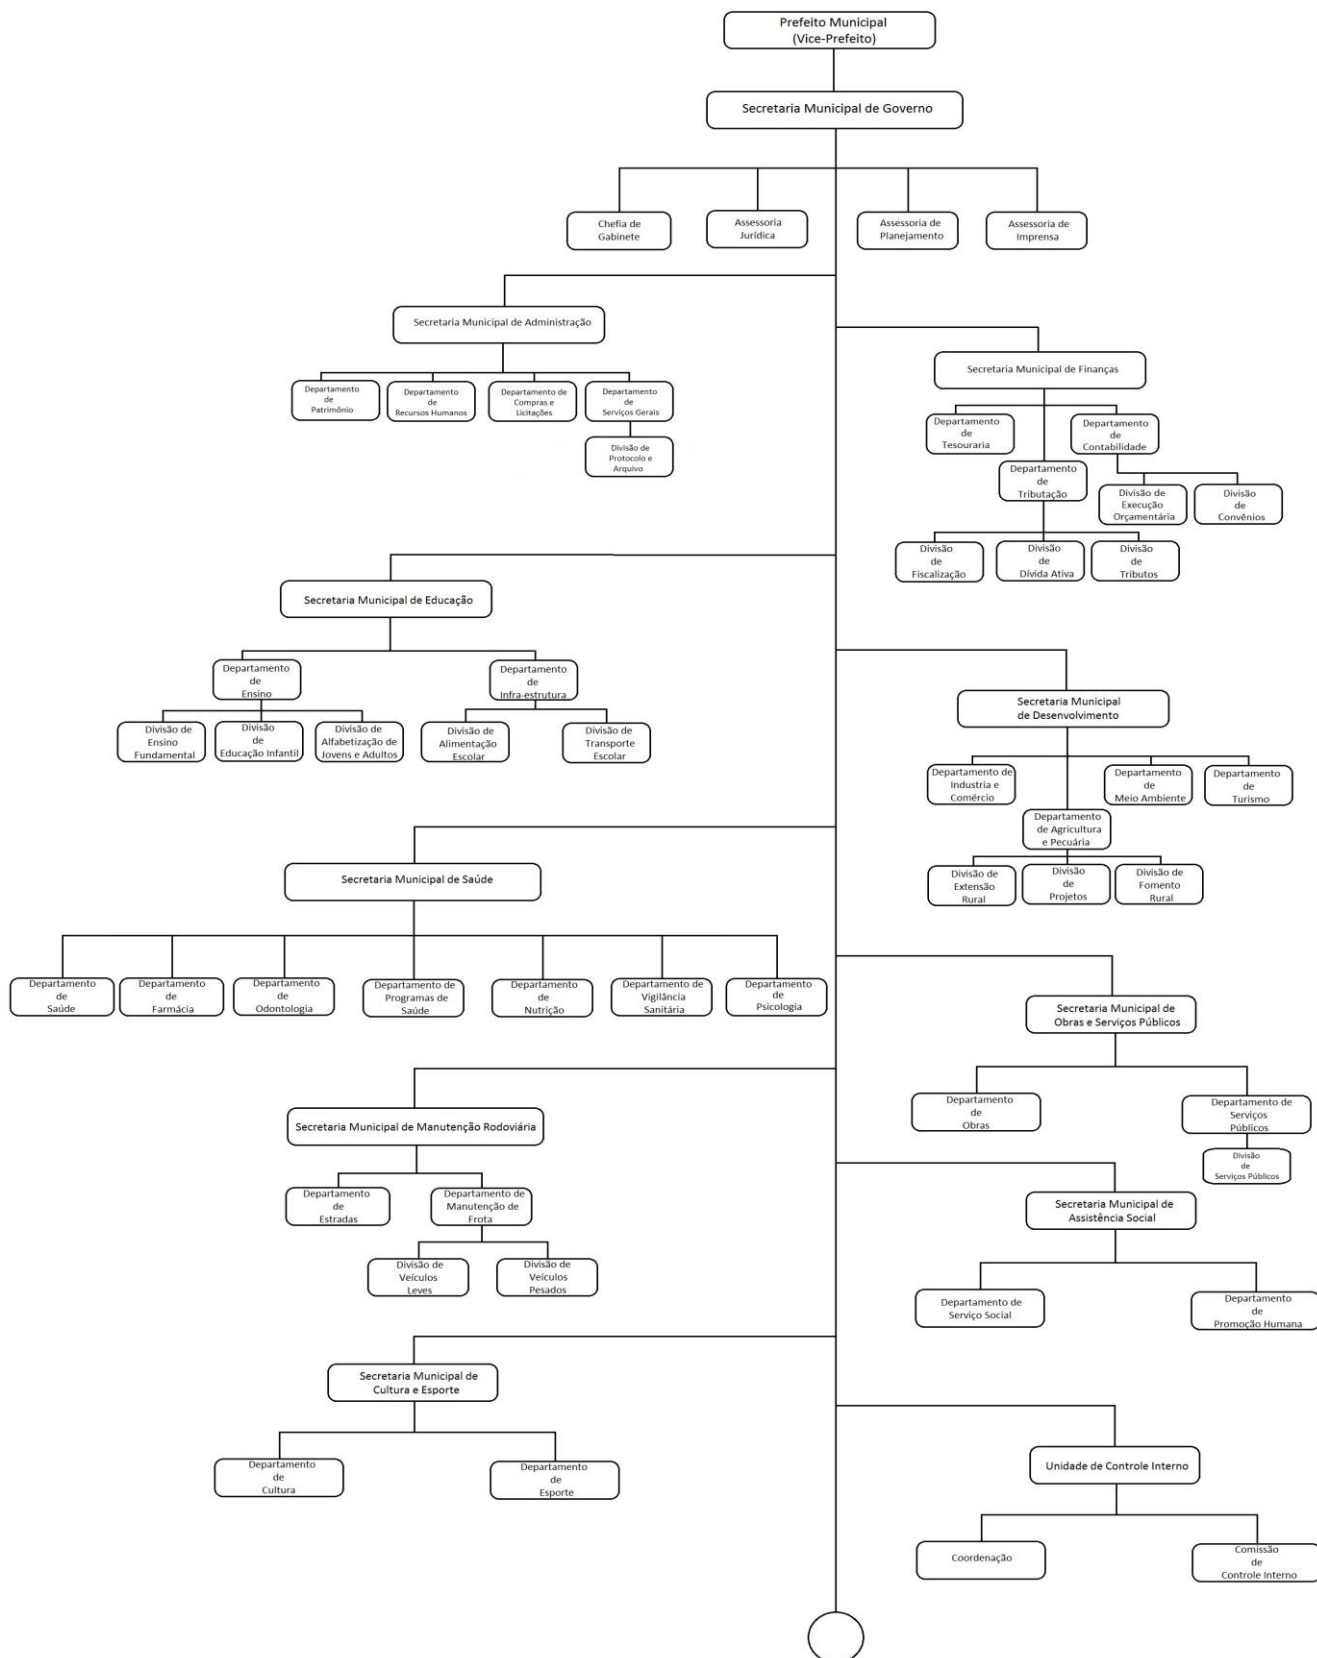 Prefeito Municipal
(Vice-Prefeito)
Secretaria Municipal de Governo
Chefia de
Gabinete
Assessoria
Jurídica
Assessoria de
Planejamento
Assessoria de
Imprensa
Secretaria Municipal de Administração
Departamento
de
Patrimônio
Departamento
de
Recursos Humanos
Departamento de
Compras e
Licitações
Departamento
de
Serviços Gerais
Divisão de
Protocolo e
Arquivo
Secretaria Municipal de Finanças
Departamento
de
Tesouraria
Departamento
de
Contabilidade
Departamento
de
Tributação
Divisão de
Execução
Orçamentária
Divisão
de
Convênios
Divisão
de
Fiscalização
Divisão
de
Dívida Ativa
Divisão
de
Tributos
Secretaria Municipal de Educação
Departamento
de
Ensino
Departamento
de
Infra-estrutura
Divisão de
Ensino
Fundamental
Divisão
de
Educação Infantil
Divisão de
Alfabetização de
Jovens e Adultos
Divisão de
Alimentação
Escolar
Divisão de
Transporte
Escolar
Secretaria Municipal
de Desenvolvimento
Departamento de
Industria e
Comércio
Departamento
de
Meio Ambiente
Departamento
de
Turismo
Departamento
de Agricultura
e Pecuária
Divisão de
Extensão
Rural
Divisão
de
Projetos
Divisão de
Fomento
Rural
Secretaria Municipal de Saúde
Departamento
de
Saúde
Departamento
de
Farmácia
Departamento
de
Odontologia
Departamento de
Programas de
Saúde
Departamento
de
Nutrição
Departamento de
Vigilância
Sanitária
Departamento
de
Psicologia
Secretaria Municipal de
Obras e Serviços Públicos
Departamento
de
Obras
Departamento de
Serviços
Públicos
Divisão
de
Serviços Públicos
Secretaria Municipal de Manutenção Rodoviária
Departamento
de
Estradas
Departamento de
Manutenção de
Frota
Divisão de
Veículos
Leves
Divisão de
Veículos
Pesados
Secretaria Municipal de
Assistência Social
Departamento de
Serviço Social
Departamento
de
Promoção Humana
Secretaria Municipal de
Cultura e Esporte
Departamento
de
Cultura
Departamento
de
Esporte
Unidade de Controle Interno
Coordenação
Comissão
de
Controle Interno